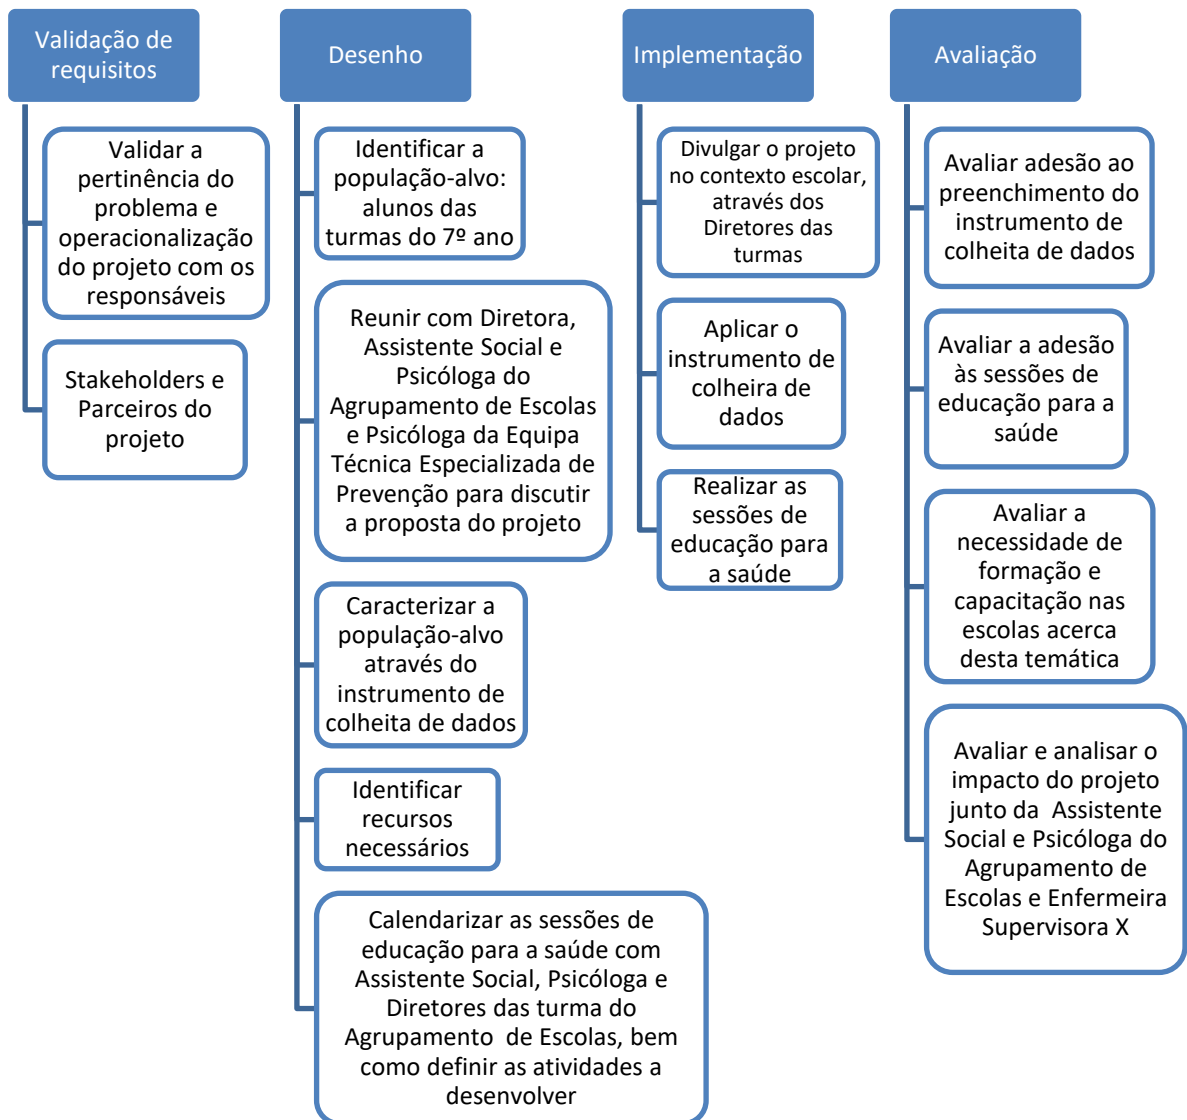 Validação de
requisitos
Validar a
pertinência do
problema e
operacionalização
do projeto com os
responsáveis
Stakeholders e
Parceiros do
projeto
Desenho
Identificar a
população-alvo:
alunos das
turmas do 7º ano
Reunir com Diretora,
Assistente Social e
Psicóloga do
Agrupamento de Escolas
e Psicóloga da Equipa
Técnica Especializada de
Prevenção para discutir
a proposta do projeto
Caracterizar a
população-alvo
através do
instrumento de
colheita de dados
Identificar
recursos
necessários
Calendarizar as sessões de
educação para a saúde com
Assistente Social, Psicóloga e
Diretores das turma do
Agrupamento de Escolas, bem
como definir as atividades a
desenvolver
Implementação
Divulgar o projeto
no contexto escolar,
através dos
Diretores das
turmas
Aplicar o
instrumento de
colheira de
dados
Realizar as
sessões de
educação para
a saúde
Avaliação
Avaliar adesão ao
preenchimento do
instrumento de
colheita de dados
Avaliar a adesão
às sessões de
educação para a
saúde
Avaliar a
necessidade de
formação e
capacitação nas
escolas acerca
desta temática
Avaliar e analisar o
impacto do projeto
junto da Assistente
Social e Psicóloga do
Agrupamento de
Escolas e Enfermeira
Supervisora X